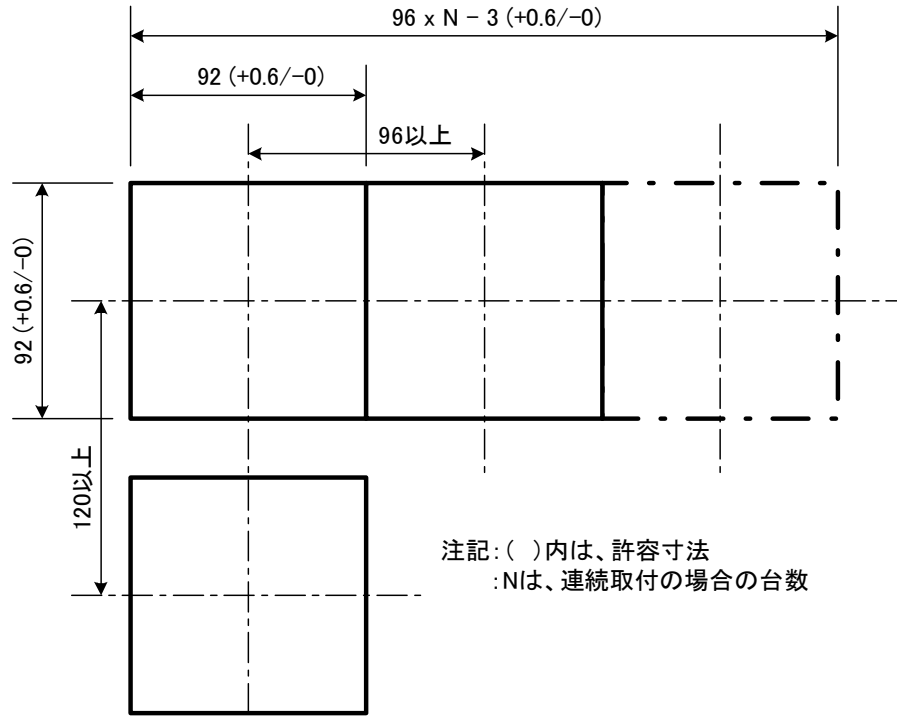 96 x N - 3 (+0.6/-0)
92 (+0.6/-0)
96以上
92 (+0.6/-0)
120以上
注記:( )内は、許容寸法
:Nは、連続取付の場合の台数